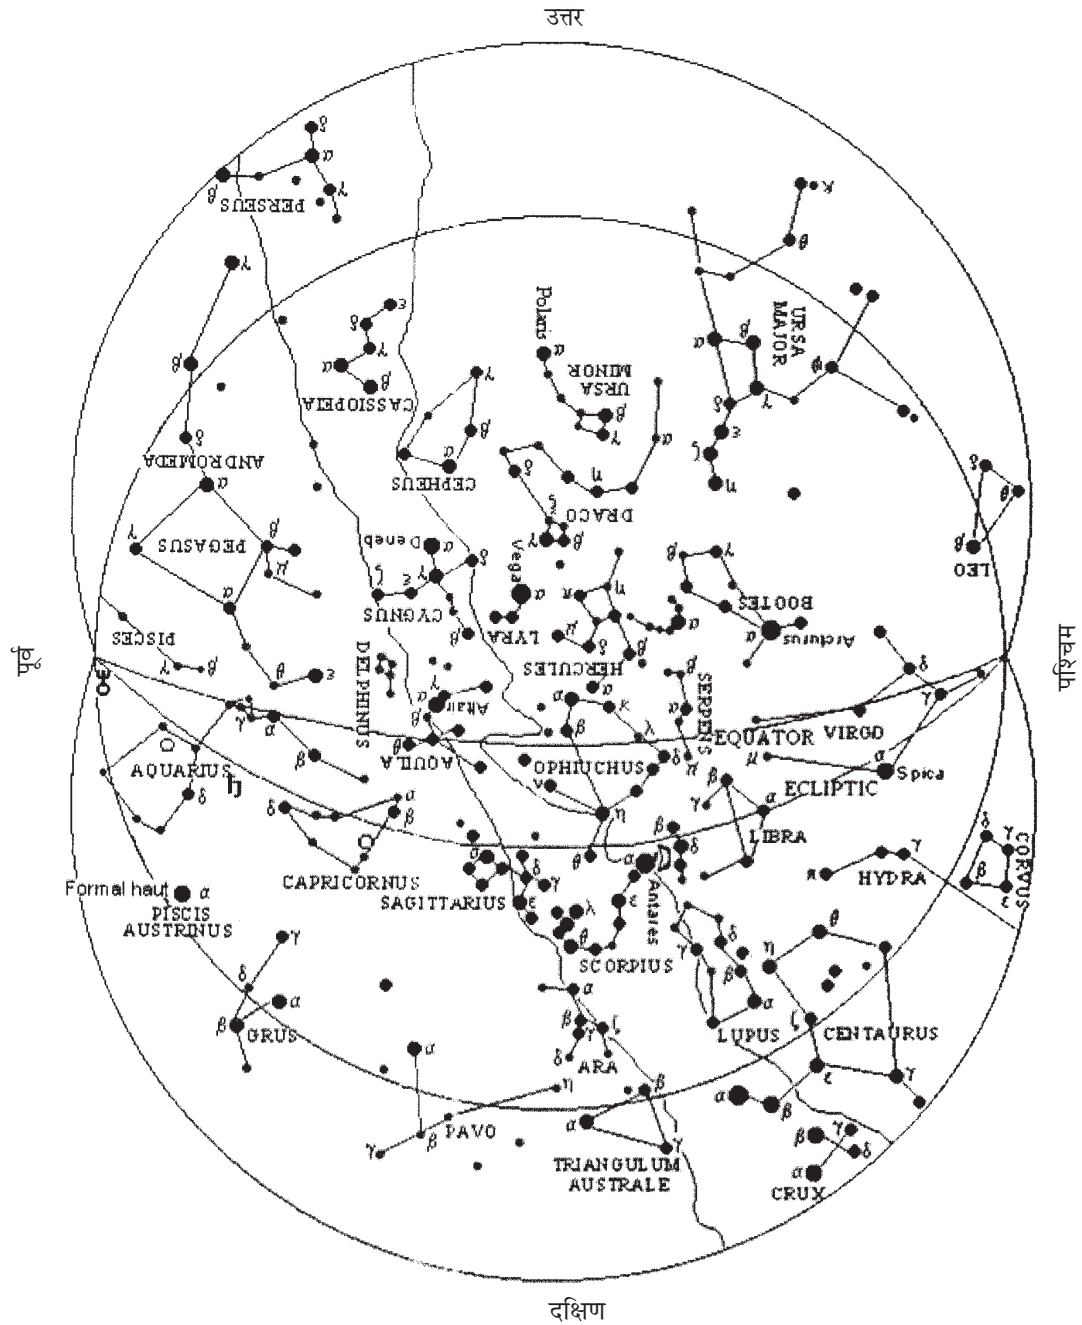 उत्तर
PERSEUS
β
α
δ
γ
κ
θ
γ
Polaris
α
URSA MINOR
β
γ
URSA MAJOR
α
β
γ
δ
ε
ζ
η
ψ
ε
δ
γ
α
β
CASSIOPEIA
γ
β
α
CEPHEUS
β
δ
ANDROMEDA
α
δ
η
α
DRACO
ζ
γ
β
δ
θ
β
LEO
γ
PEGASUS
β
μ
α
Deneb
α
δ
γ
ε
ζ
CYGNUS
β
Vega
α
LYRA
π
η
μ
δ
β
HERCULES
β
γ
BOOTES
α
Arcturus
α
PISCES
γ
β
θ
ε
DELPHINUS
γ
Altair
β
θ
AQUILA
α
α
κ
β
λ
δ
OPHIUCHUS
ν
η
θ
β
α
SERPENS
μ
EQUATOR
VIRGO
δ
γ
α
Spica
μ
ECLIPTIC
पूर्व
पश्चिम
γ
α
β
AQUARIUS
δ
δ
α
β
CAPRICORNUS
σ
δ
γ
ε
SAGITTARIUS
β
γ
α
LIBRA
β
δ
α
Antares
λ
θ
SCORPIUS
π
γ
HYDRA
δ
γ
β
ε
CORVUS
Formal haut
α
PISCIS
AUSTRINUS
γ
δ
α
β
GRUS
δ
γ
β
α
LUPUS
θ
η
ζ
CENTAURUS
ε
γ
α
β
α
β
γ
ζ
δ
ARA
α
η
β
γ
PAVO
β
α
γ
TRIANGULUM
AUSTRALE
β
γ
δ
α
CRUX
दक्षिण